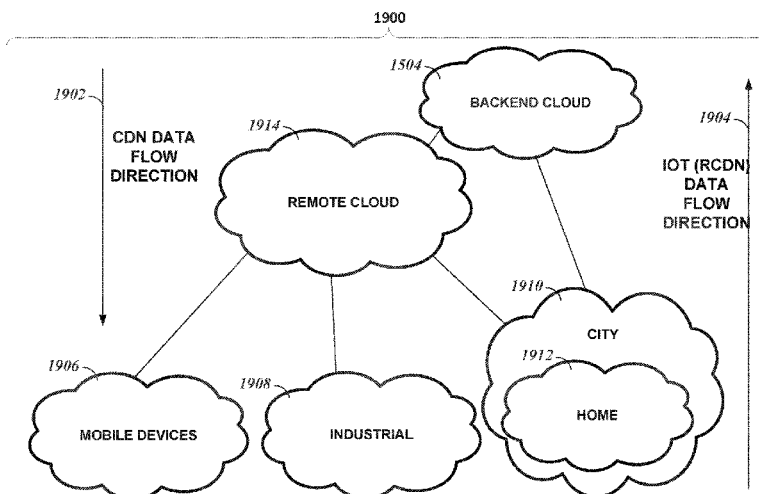 1900
1504
BACKEND CLOUD
1902
CDN DATA
FLOW
DIRECTION
1914
REMOTE CLOUD
1904
IOT (RCDN)
DATA
FLOW
DIRECTION
1910
CITY
1906
MOBILE DEVICES
1908
INDUSTRIAL
1912
HOME